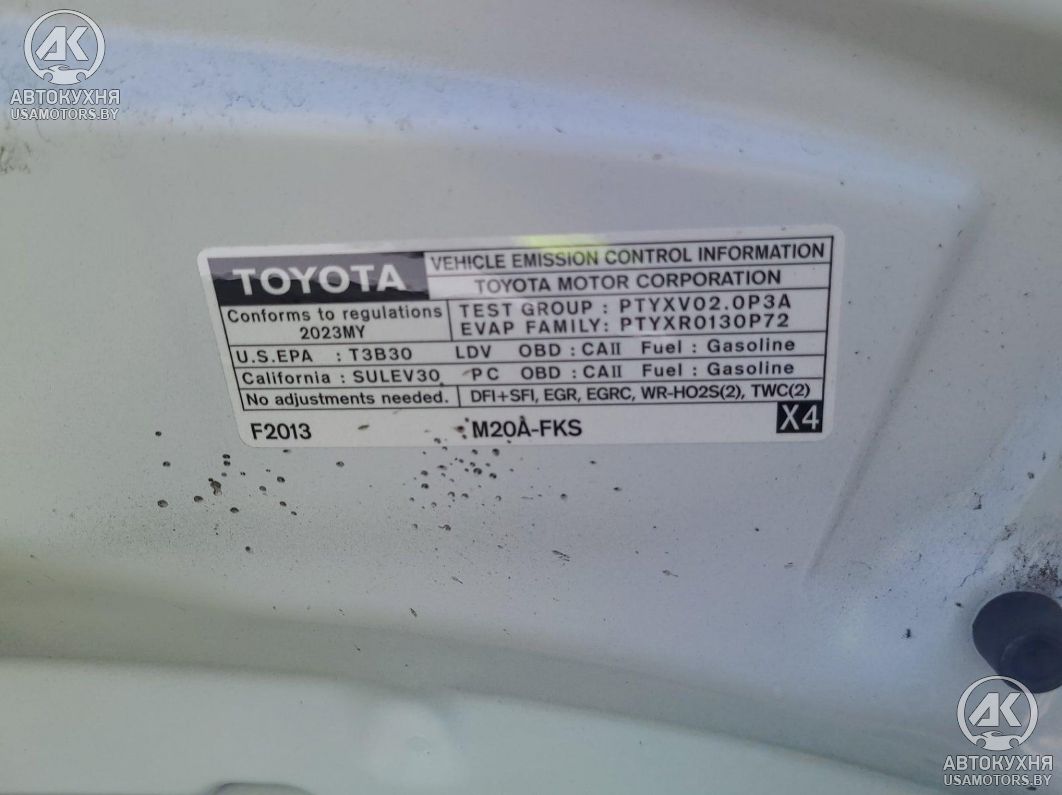 AK
АВТОКУХНЯ
USAMOTORS.BY
TOYOTA
VEHICLE EMISSION CONTROL INFORMATION
TOYOTA MOTOR CORPORATION
Conforms to regulations
2023MY
TEST GROUP : PTYXV02.0P3A
EVAP FAMILY: PTYXR0130P72
U.S.EPA : T3B30 LDV OBD : CAII Fuel : Gasoline
California : SULEV30 PC OBD : CAII Fuel : Gasoline
No adjustments needed. DFI+SFI, EGR, EGRC, WR-HO2S(2), TWC(2)
F2013 M20A-FKS X4
AK
АВТОКУХНЯ
USAMOTORS.BY